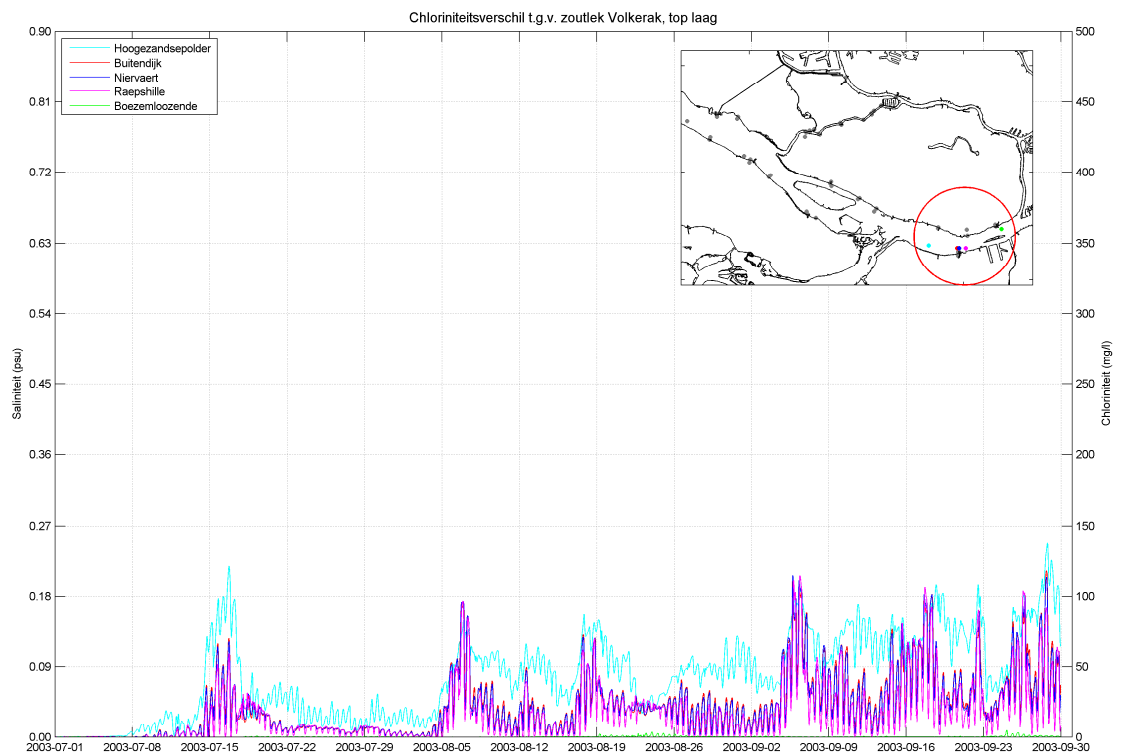 Chloriniteitsverschil t.g.v. zoutlek Volkerak, top laag
Hoogezandsepolder
Buitendijk
Niervaert
Raepshille
Boezemloozende
Saliniteit (psu)
0.90
0.81
0.72
0.63
0.54
0.45
0.36
0.27
0.18
0.09
0.00
Chloriniteit (mg/l)
500
450
400
350
300
250
200
150
100
50
0
2003-07-01 2003-07-08 2003-07-15 2003-07-22 2003-07-29 2003-08-05 2003-08-12 2003-08-19 2003-08-26 2003-09-02 2003-09-09 2003-09-16 2003-09-23 2003-09-30